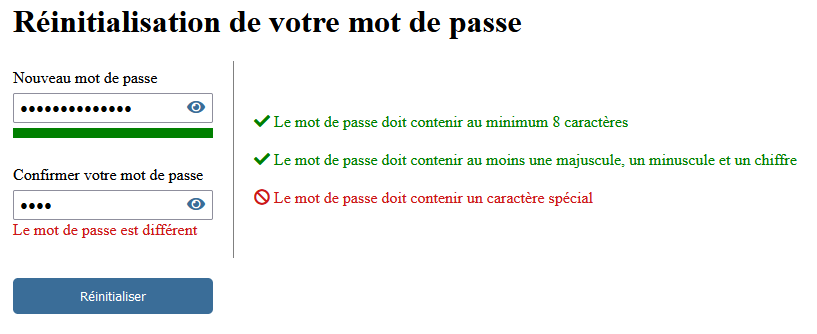 Réinitialisation de votre mot de passe
Nouveau mot de passe
••••••••••••••
Confirmer votre mot de passe
••••
Le mot de passe est différent
Réinitialiser
Le mot de passe doit contenir au minimum 8 caractères
Le mot de passe doit contenir au moins une majuscule, un minuscule et un chiffre
Le mot de passe doit contenir un caractère spécial